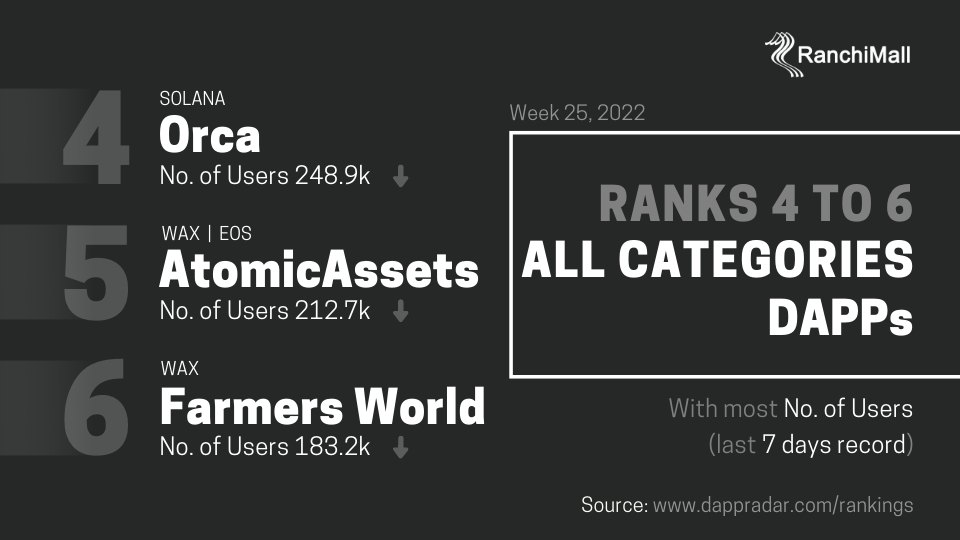 RanchiMall
4
SOLANA
Orca
No. of Users 248.9k
5
WAX | EOS
AtomicAssets
No. of Users 212.7k
6
WAX
Farmers World
No. of Users 183.2k
Week 25, 2022
RANKS 4 TO 6
ALL CATEGORIES
DAPPs
With most No. of Users
(last 7 days record)
Source: www.dappradar.com/rankings